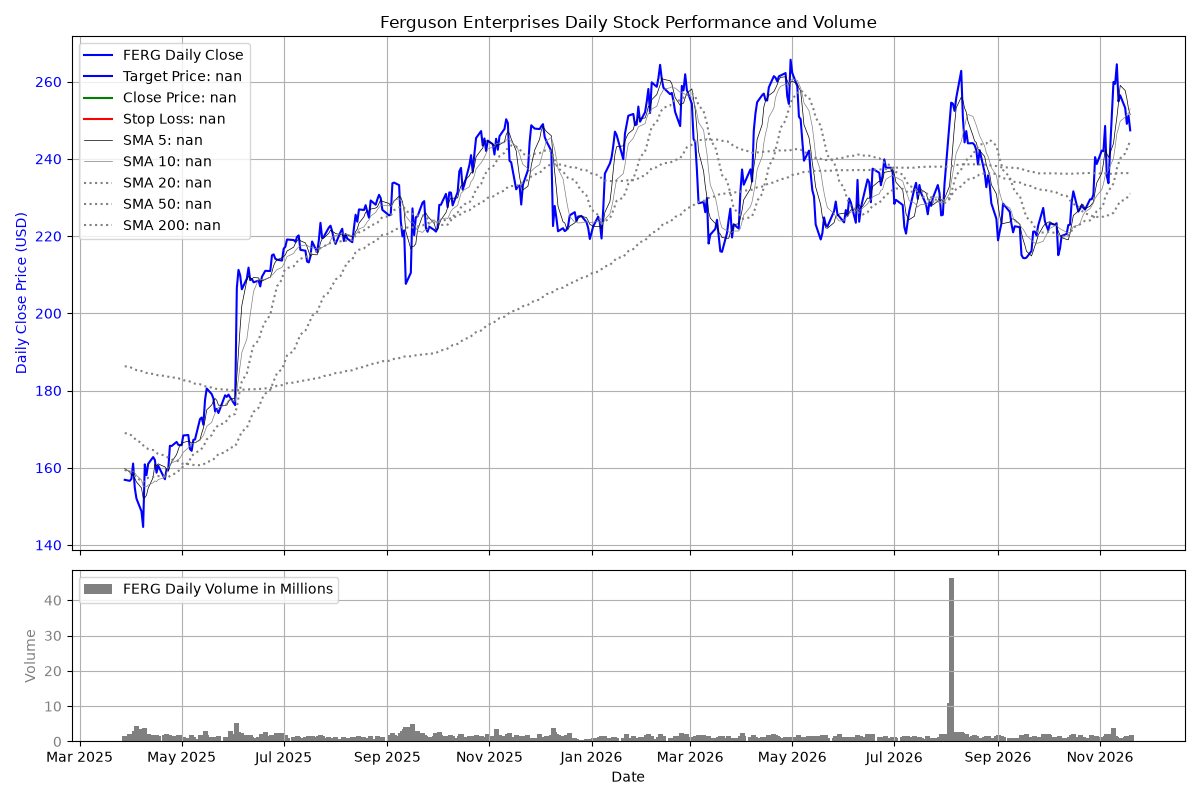 Ferguson Enterprises Daily Stock Performance and Volume
FERG Daily Close
Target Price: nan
Close Price: nan
Stop Loss: nan
SMA 5: nan
SMA 10: nan
SMA 20: nan
SMA 50: nan
SMA 200: nan
Daily Close Price (USD)
260
240
220
200
180
160
140
FERG Daily Volume in Millions
Volume
40
30
20
10
0
Mar 2025 May 2025 Jul 2025 Sep 2025 Nov 2025 Jan 2026 Mar 2026 May 2026 Jul 2026 Sep 2026 Nov 2026
Date